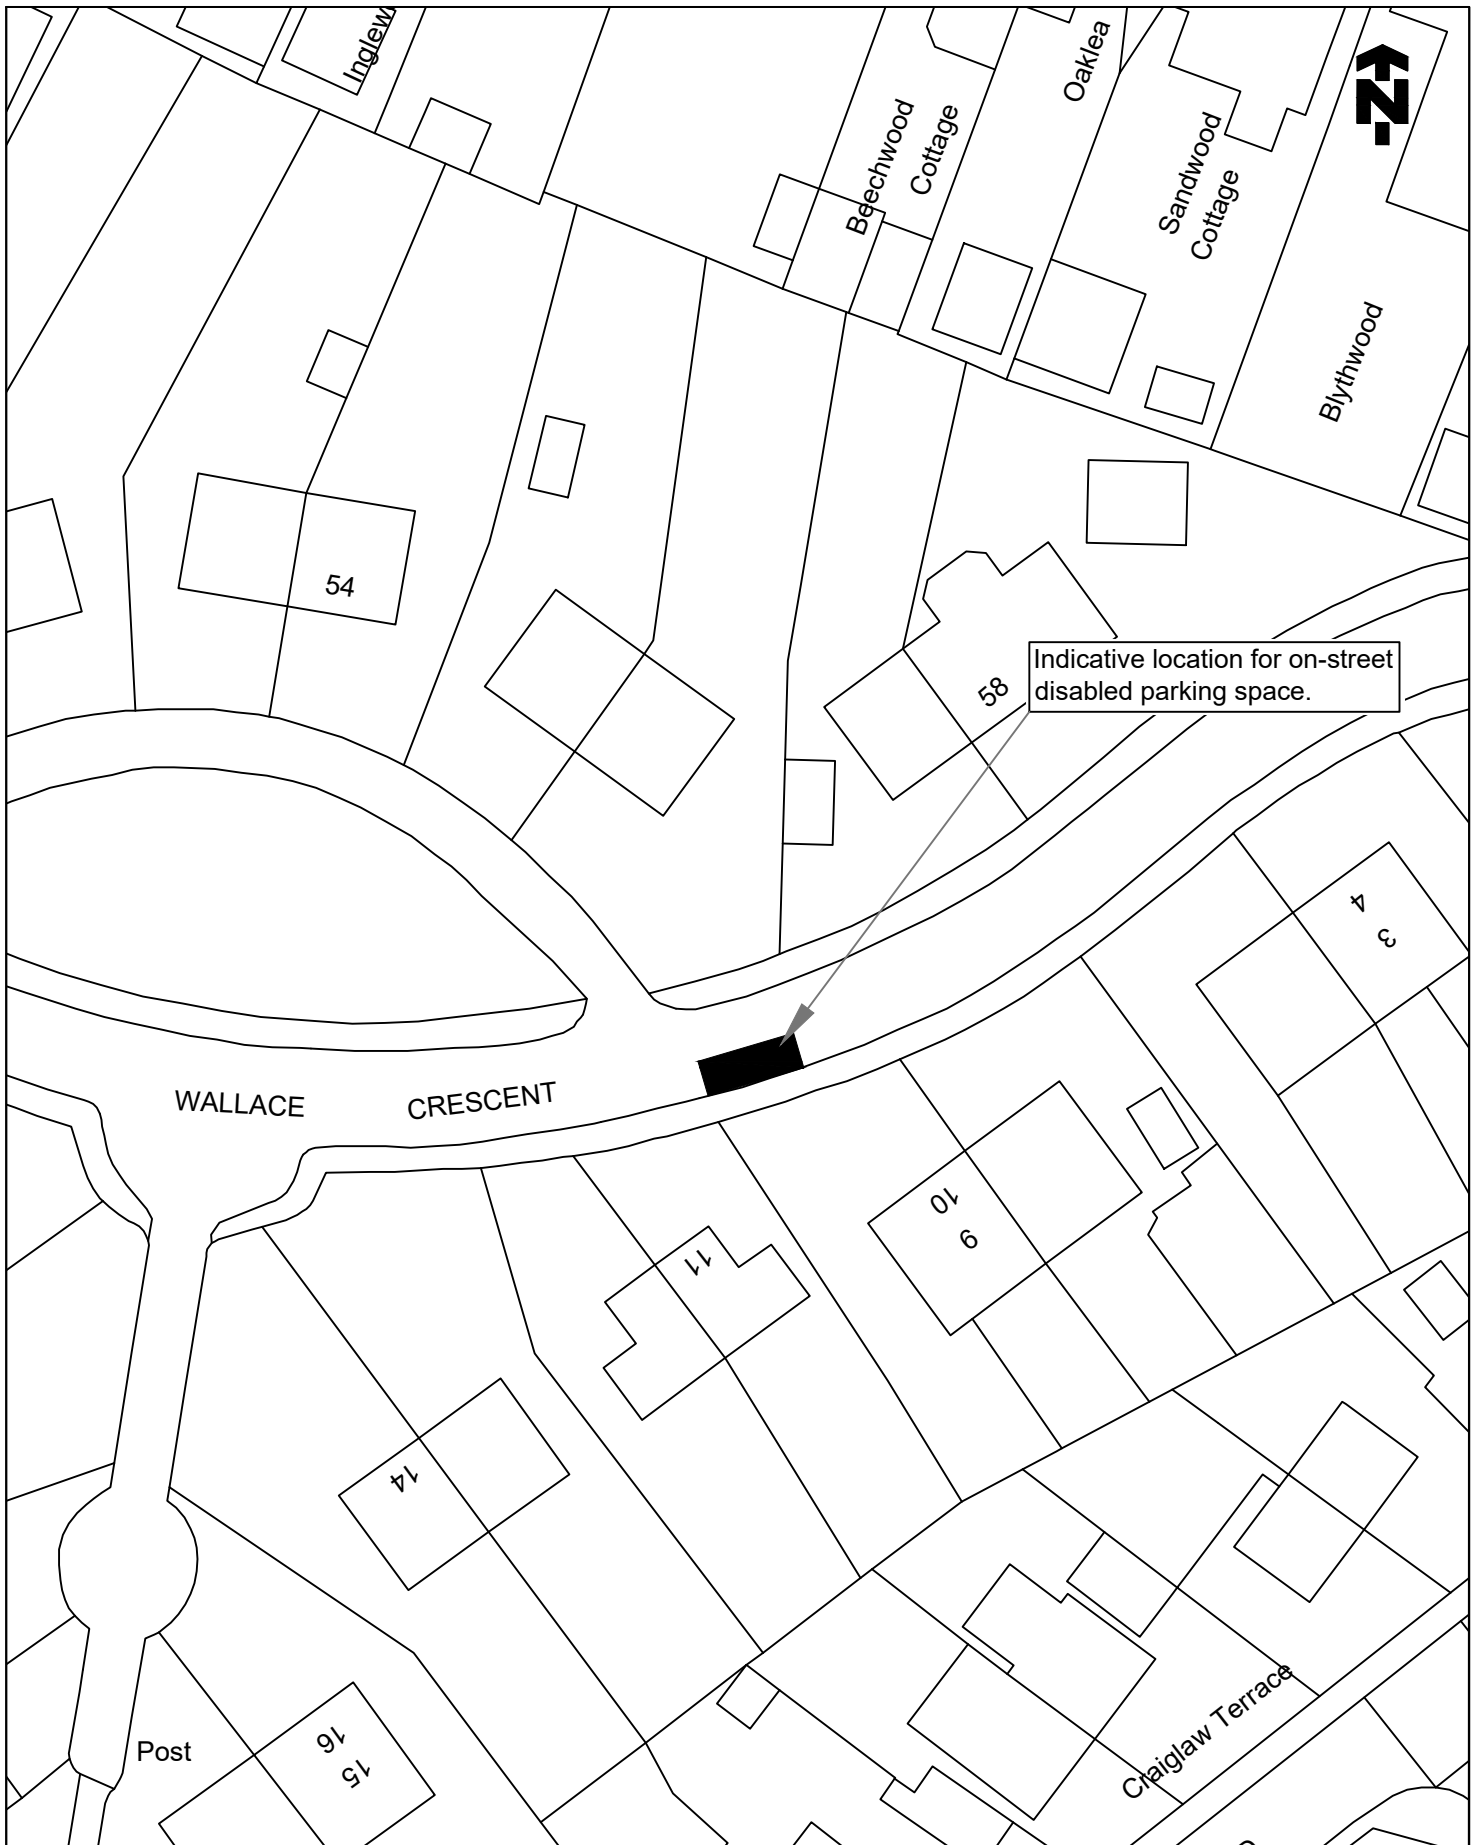 Oaklea
Beechwood
Cottage
Sandwood
Cottage
N
Blythwood
54
58
Indicative location for on-street
disabled parking space.
4
3
WALLACE CRESCENT
10
9
11
14
Craiglaw Terrace
16
15
Post